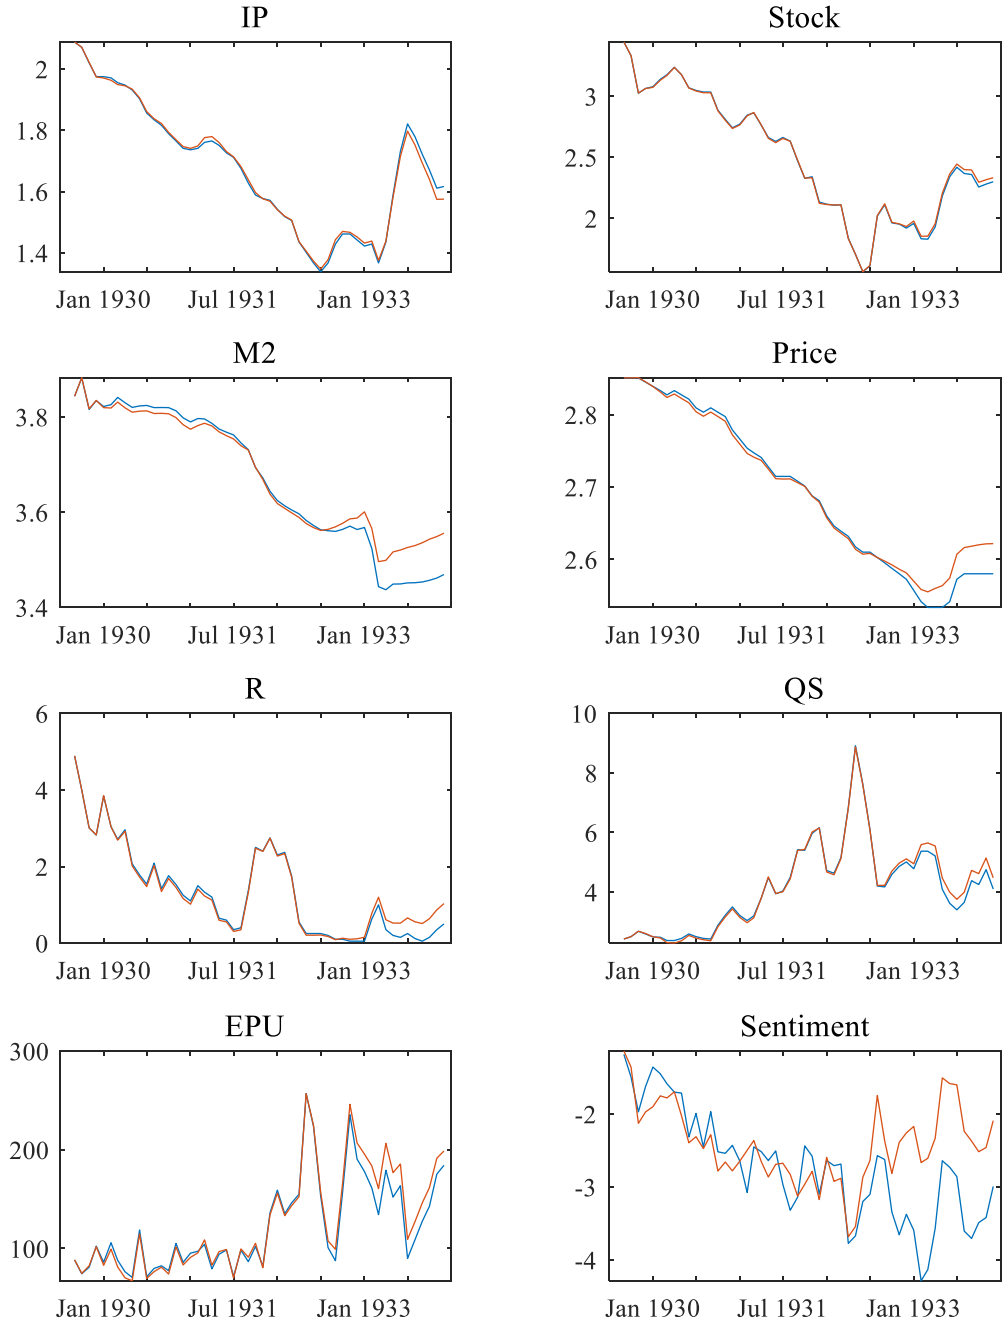 IP
2
1.8
1.6
1.4
Jan 1930 Jul 1931 Jan 1933
Stock
3
2.5
2
Jan 1930 Jul 1931 Jan 1933
M2
3.8
3.6
3.4
Jan 1930 Jul 1931 Jan 1933
Price
2.8
2.7
2.6
Jan 1930 Jul 1931 Jan 1933
R
6
4
2
0
Jan 1930 Jul 1931 Jan 1933
QS
10
8
6
4
Jan 1930 Jul 1931 Jan 1933
EPU
300
200
100
Jan 1930 Jul 1931 Jan 1933
Sentiment
-2
-3
-4
Jan 1930 Jul 1931 Jan 1933